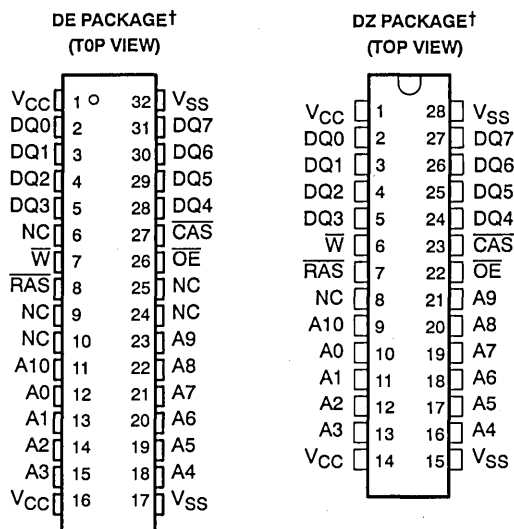 DE PACKAGE†
(TOP VIEW)
VCC 1 32 VSS
DQ0 2 31 DQ7
DQ1 3 30 DQ6
DQ2 4 29 DQ5
DQ3 5 28 DQ4
NC 6 27 C̅A̅S̅
W̅ 7 26 O̅E̅
R̅A̅S̅ 8 25 NC
NC 9 24 NC
NC 10 23 A9
A10 11 22 A8
A0 12 21 A7
A1 13 20 A6
A2 14 19 A5
A3 15 18 A4
VCC 16 17 VSS
DZ PACKAGE†
(TOP VIEW)
VCC 1 28 VSS
DQ0 2 27 DQ7
DQ1 3 26 DQ6
DQ2 4 25 DQ5
DQ3 5 24 DQ4
W̅ 6 23 C̅A̅S̅
R̅A̅S̅ 7 22 O̅E̅
NC 8 21 A9
A10 9 20 A8
A0 10 19 A7
A1 11 18 A6
A2 12 17 A5
A3 13 16 A4
VCC 14 15 VSS